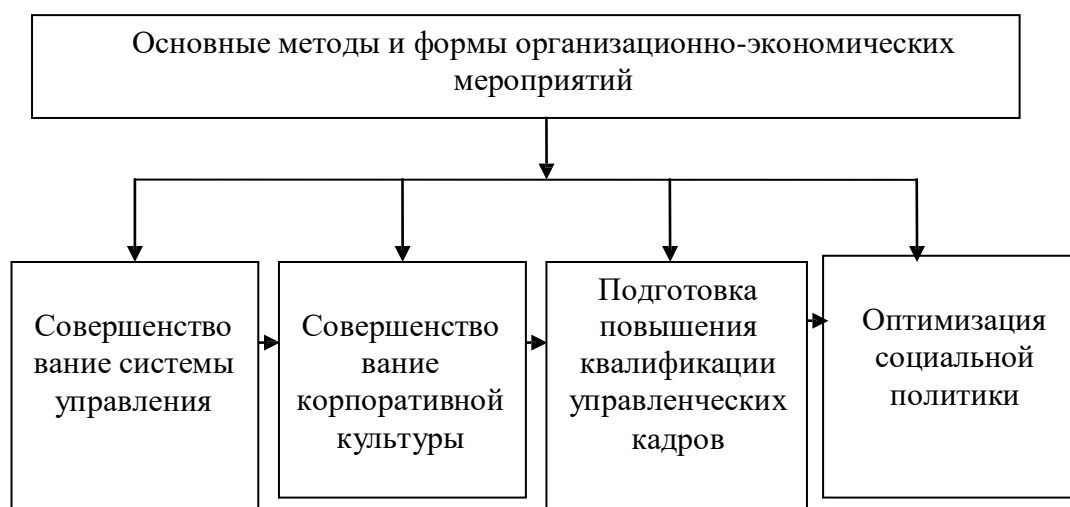 Основные методы и формы организационно-экономических
мероприятий
Совершенство
вание системы
управления
Совершенство
вание
корпоративной
культуры
Подготовка
повышения
квалификации
управленческих
кадров
Оптимизация
социальной
политики